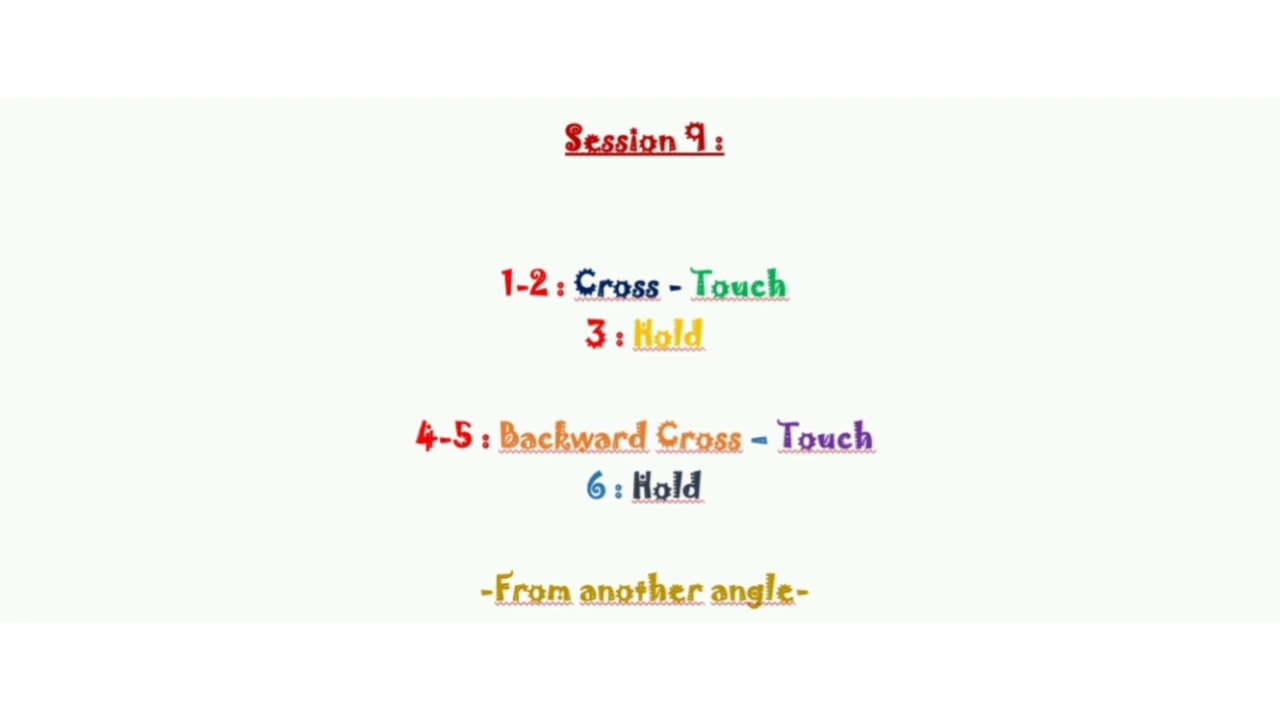 Session 9 :
1-2 : Cross - Touch
3 : Hold
4-5 : Backward Cross – Touch
6 : Hold
-From another angle-